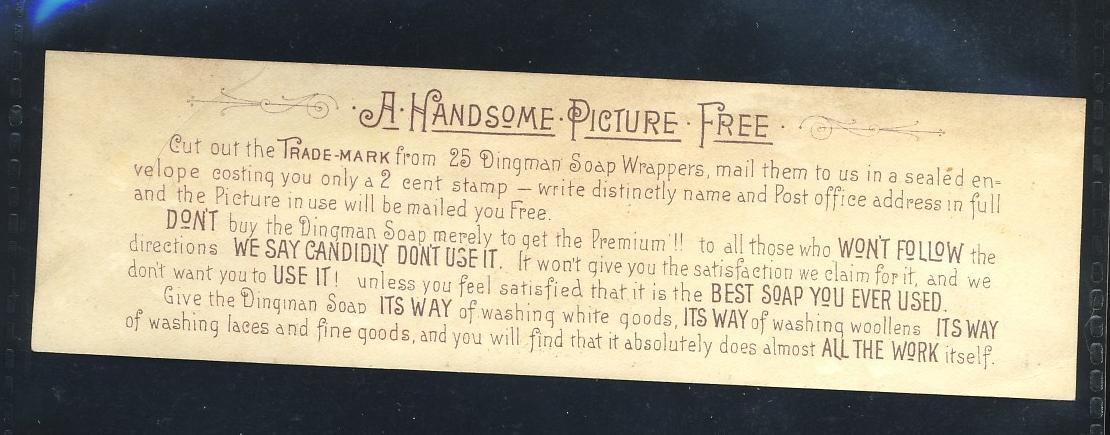 A · HANDSOME · PICTURE · FREE ·
Cut out the TRADE-MARK from 25 Dingman Soap Wrappers, mail them to us in a sealed en=
velope costing you only a 2 cent stamp — write distinctly name and Post office address in full
and the Picture in use will be mailed you Free.
DON'T buy the Dingman Soap merely to get the Premium!! to all those who WON'T FOLLOW the
directions WE SAY CANDIDLY DON'T USE IT. It won't give you the satisfaction we claim for it, and we
don't want you to USE IT! unless you feel satisfied that it is the BEST SOAP YOU EVER USED.
Give the Dingman Soap ITS WAY of washing white goods, ITS WAY of washing woollens ITS WAY
of washing laces and fine goods, and you will find that it absolutely does almost ALL THE WORK itself.